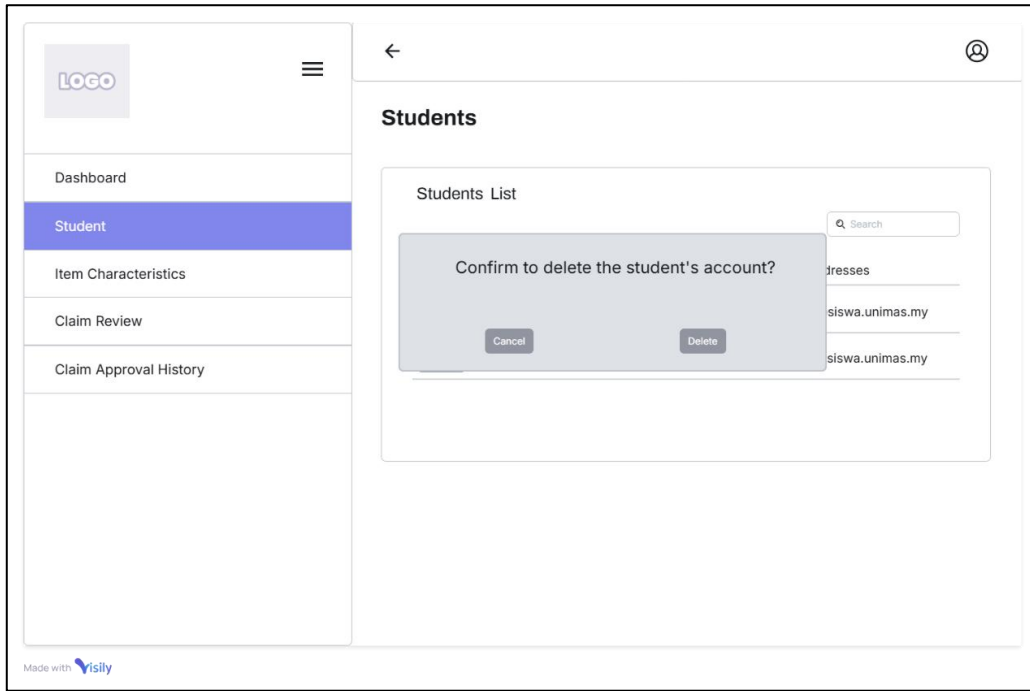 LOGO
Students
Dashboard
Student
Item Characteristics
Claim Review
Claim Approval History
Students List
Search
dresses
Confirm to delete the student's account?
siswa.unimas.my
Cancel
Delete
siswa.unimas.my
Made with Visily